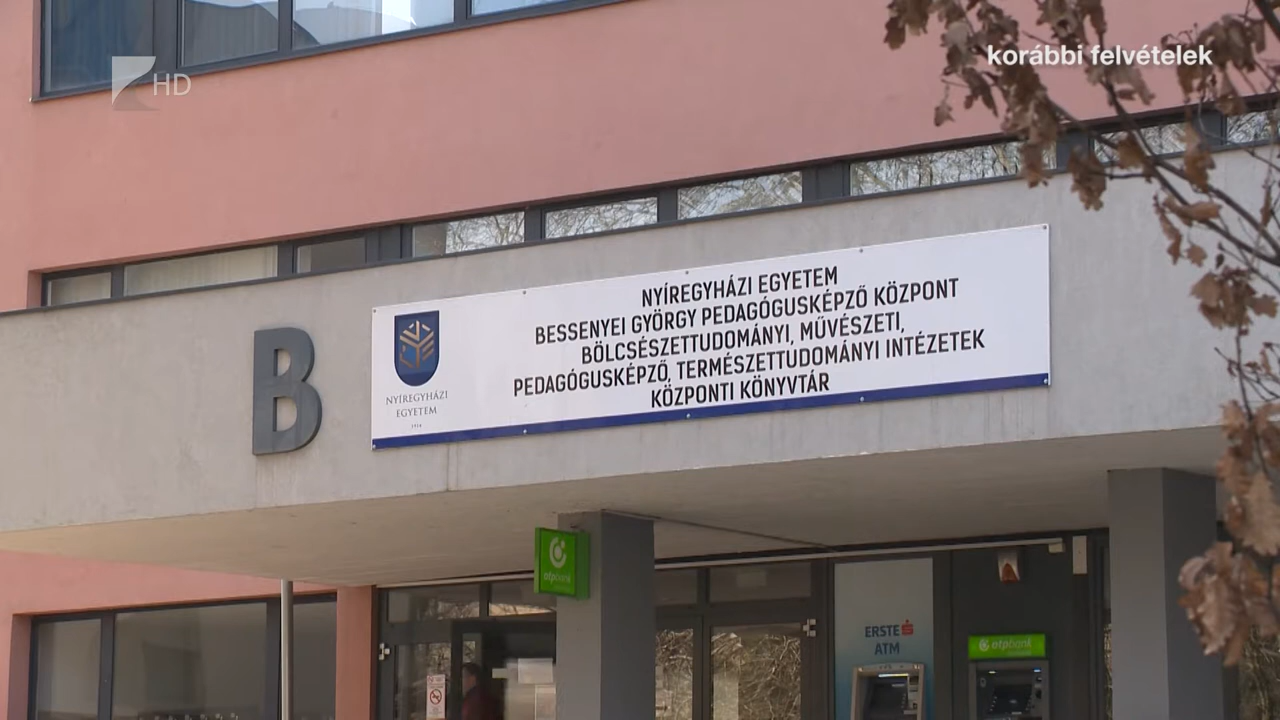 HD
korábbi felvételek
B
NYÍREGYHÁZI EGYETEM
BESSENYEI GYÖRGY PEDAGÓGUSKÉPZŐ KÖZPONT
BÖLCSÉSZETTUDOMÁNYI, MŰVÉSZETI,
PEDAGÓGUSKÉPZŐ, TERMÉSZETTUDOMÁNYI INTÉZETEK
KÖZPONTI KÖNYVTÁR
NYÍREGYHÁZI
EGYETEM
otpbank
ERSTE
ATM
otpbank